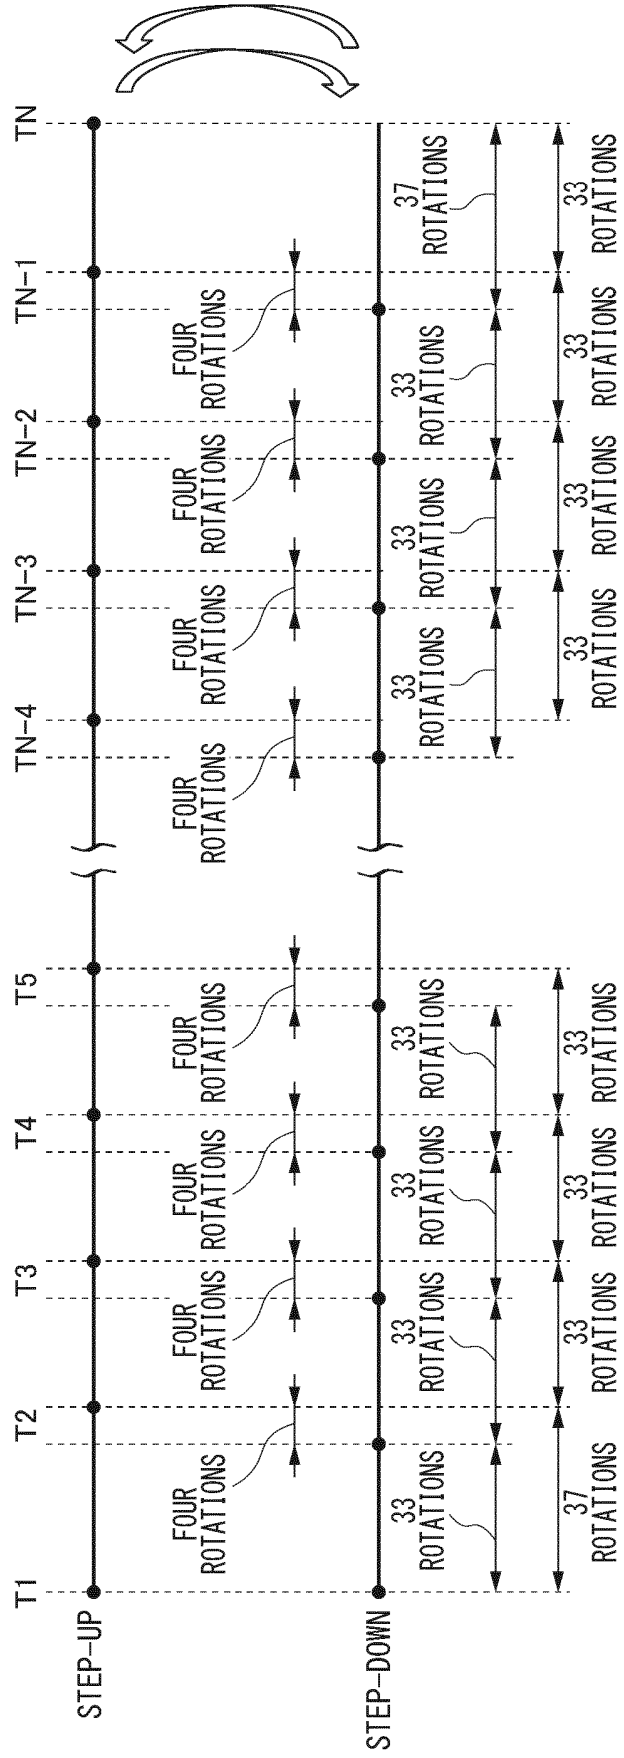 T1
T2
T3
T4
T5
TN-4
TN-3
TN-2
TN-1
TN
STEP-UP
FOUR
ROTATIONS
FOUR
ROTATIONS
FOUR
ROTATIONS
FOUR
ROTATIONS
FOUR
ROTATIONS
FOUR
ROTATIONS
FOUR
ROTATIONS
FOUR
ROTATIONS
STEP-DOWN
33
ROTATIONS
33
ROTATIONS
33
ROTATIONS
33
ROTATIONS
33
ROTATIONS
33
ROTATIONS
33
ROTATIONS
37
ROTATIONS
37
ROTATIONS
33
ROTATIONS
33
ROTATIONS
33
ROTATIONS
33
ROTATIONS
33
ROTATIONS
33
ROTATIONS
33
ROTATIONS